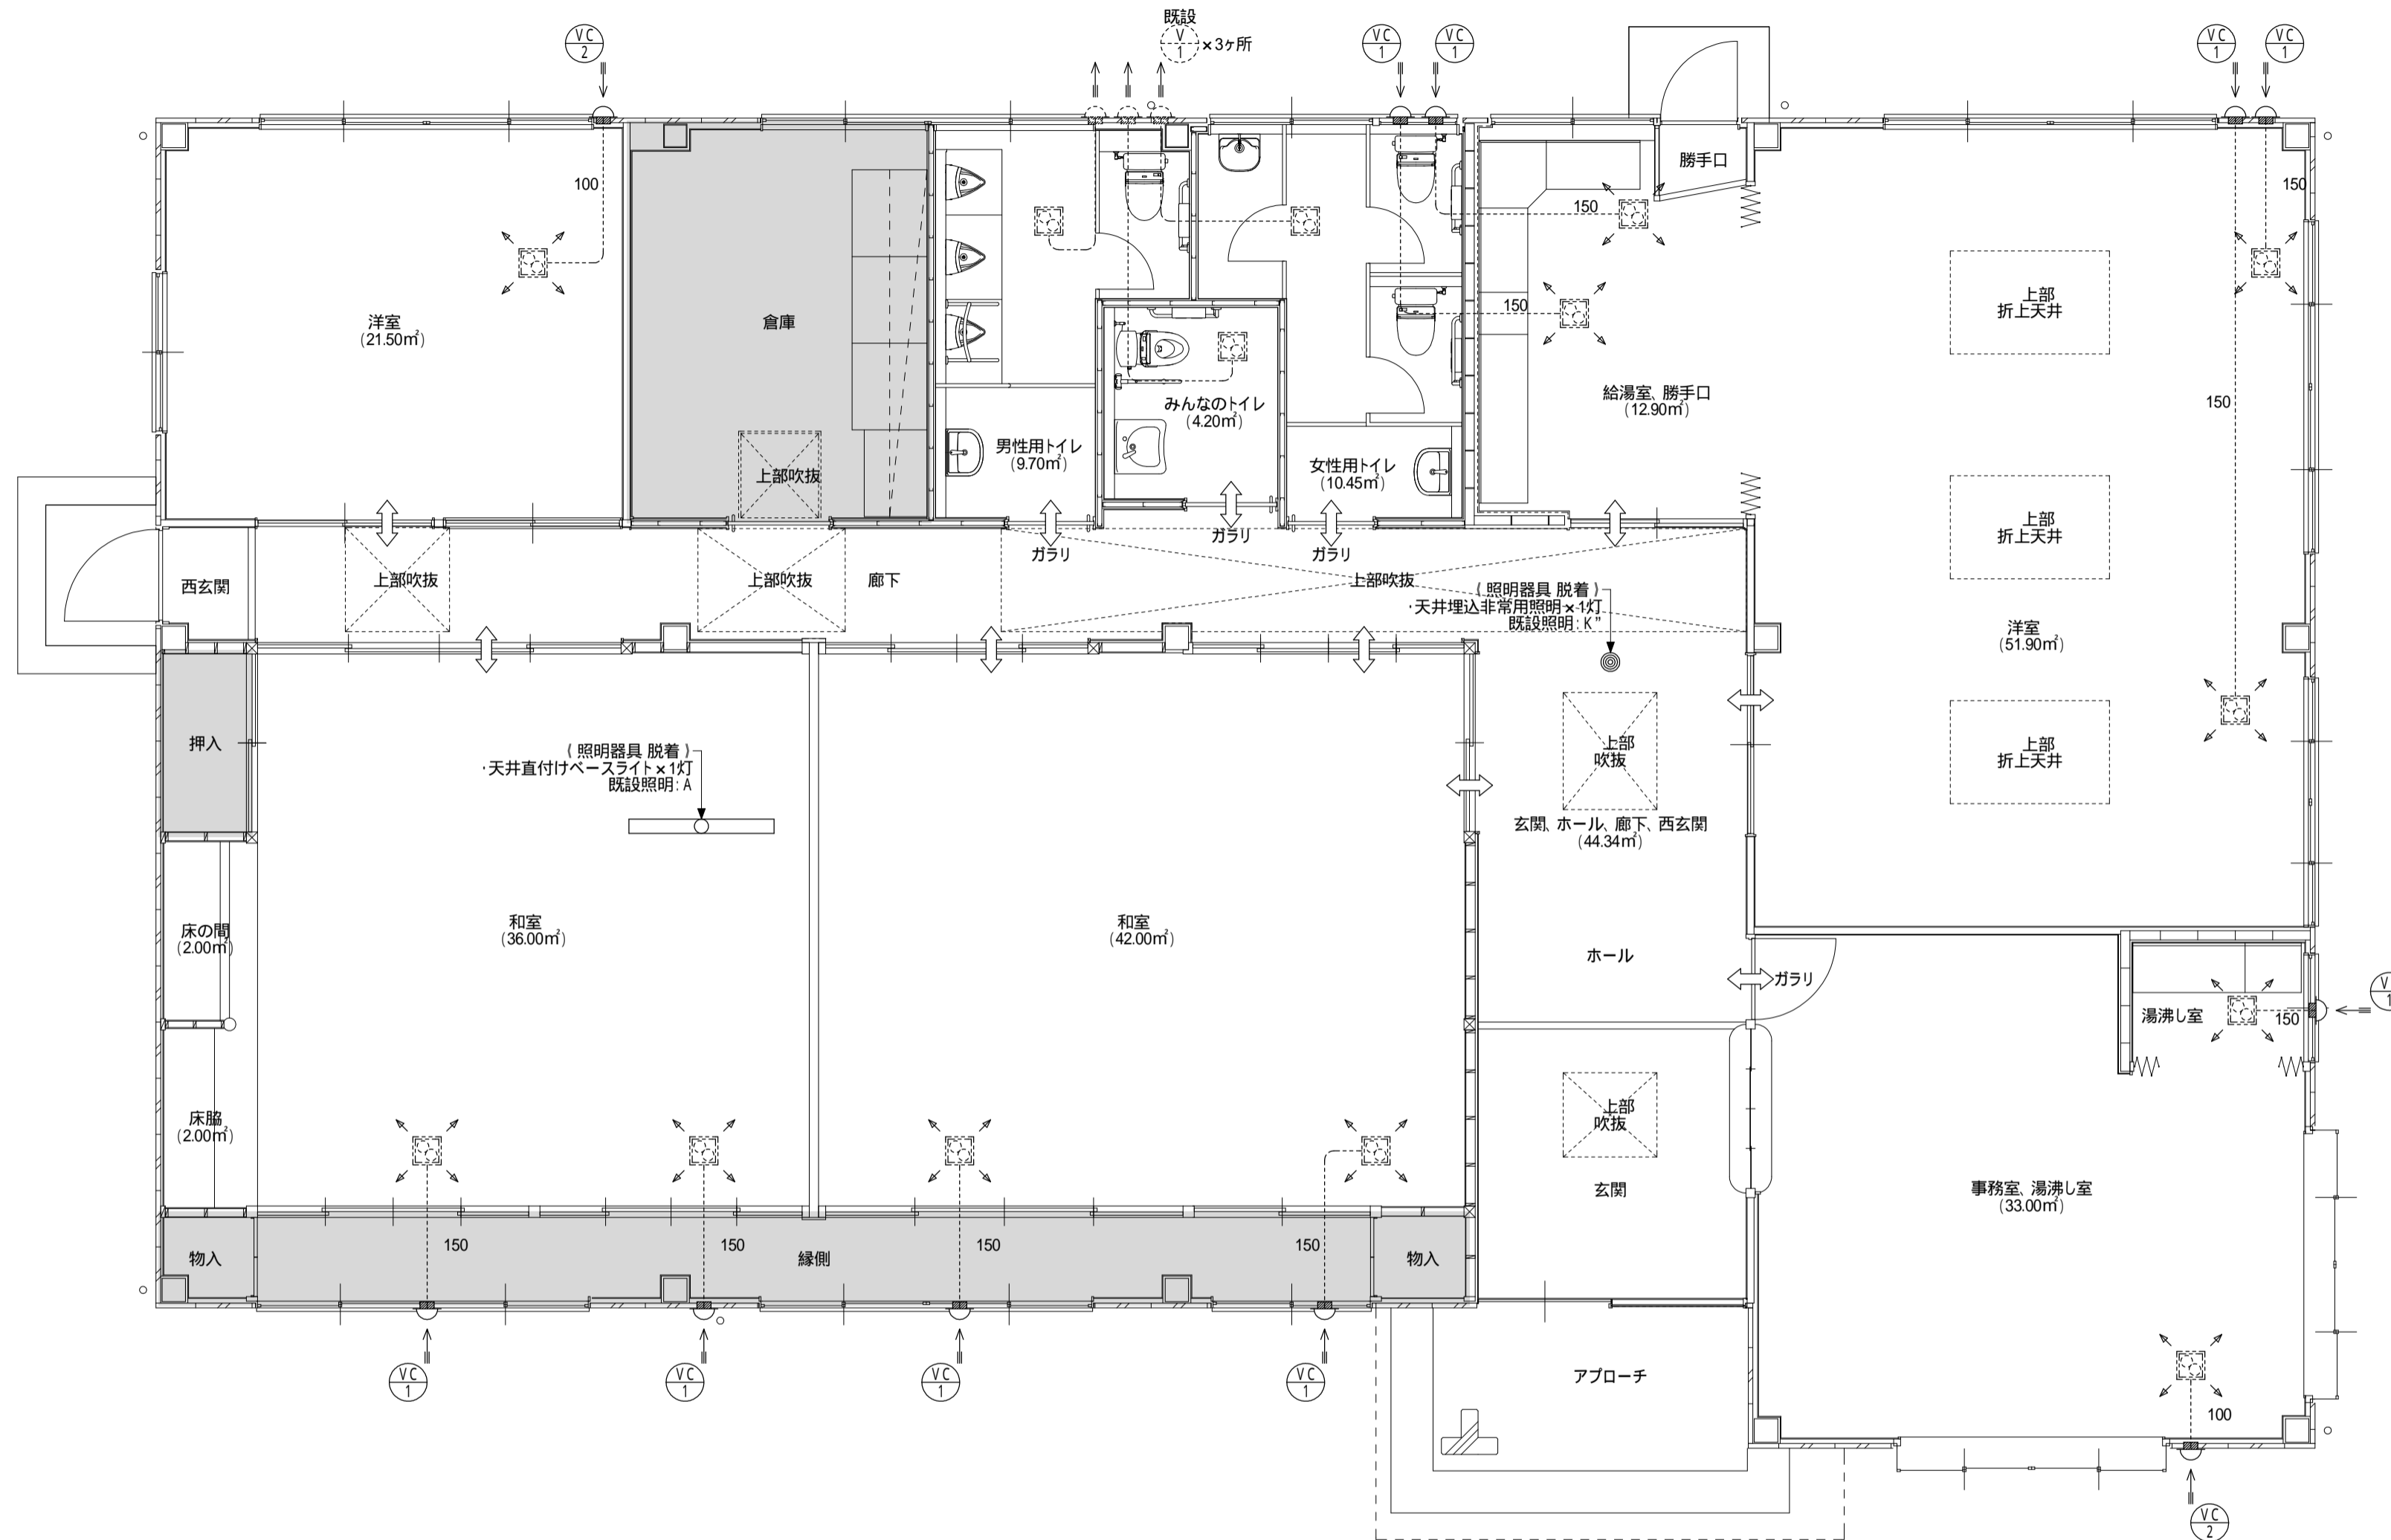 既設
VC
2
V
1
×3ヶ所
VC
1
VC
1
VC
1
VC
1
勝手口
100
150
150
洋室
(21.50㎡)
倉庫
150
上部
折上天井
給湯室、勝手口
(12.90㎡)
150
みんなのトイレ
(4.20㎡)
男性用トイレ
(9.70㎡)
女性用トイレ
(10.45㎡)
上部吹抜
上部
折上天井
ガラリ
ガラリ
ガラリ
西玄関
上部吹抜
上部吹抜
廊下
上部吹抜
( 照明器具 脱着 )
・天井埋込非常用照明×1灯
既設照明: K”
洋室
(51.90㎡)
押入
( 照明器具 脱着 )
・天井直付けベースライト×1灯
既設照明: A
上部
吹抜
上部
折上天井
玄関、ホール、廊下、西玄関
(44.34㎡)
床の間
(2.00㎡)
和室
(36.00㎡)
和室
(42.00㎡)
ホール
ガラリ
湯沸し室
150
V
1
床脇
(2.00㎡)
上部
吹抜
玄関
事務室、湯沸し室
(33.00㎡)
物入
150
150
縁側
150
150
物入
VC
1
VC
1
VC
1
VC
1
アプローチ
100
VC
2